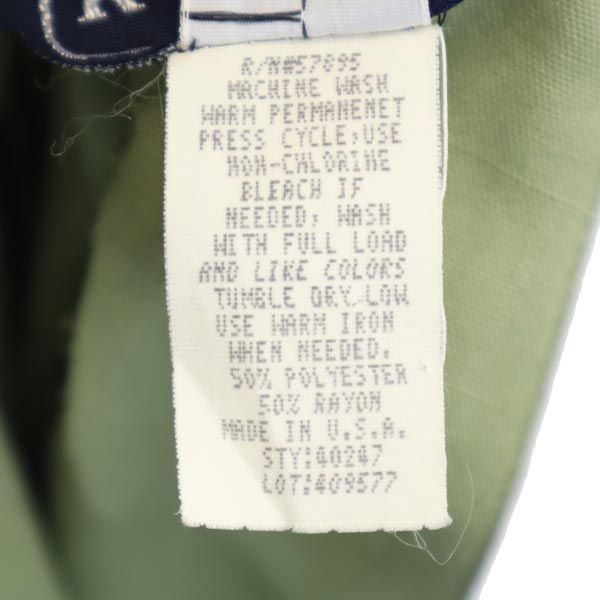 R/N#57095
MACHINE WASH
WARM PERMANENET
PRESS CYCLE,USE
NON-CHLORINE
BLEACH IF
NEEDED, WASH
WITH FULL LOAD
AND LIKE COLORS
TUMBLE DRY,LOW
USE WARM IRON
WHEN NEEDED.
50% POLYESTER
50% RAYON
MADE IN U.S.A.
STY:40247
LOT:409577